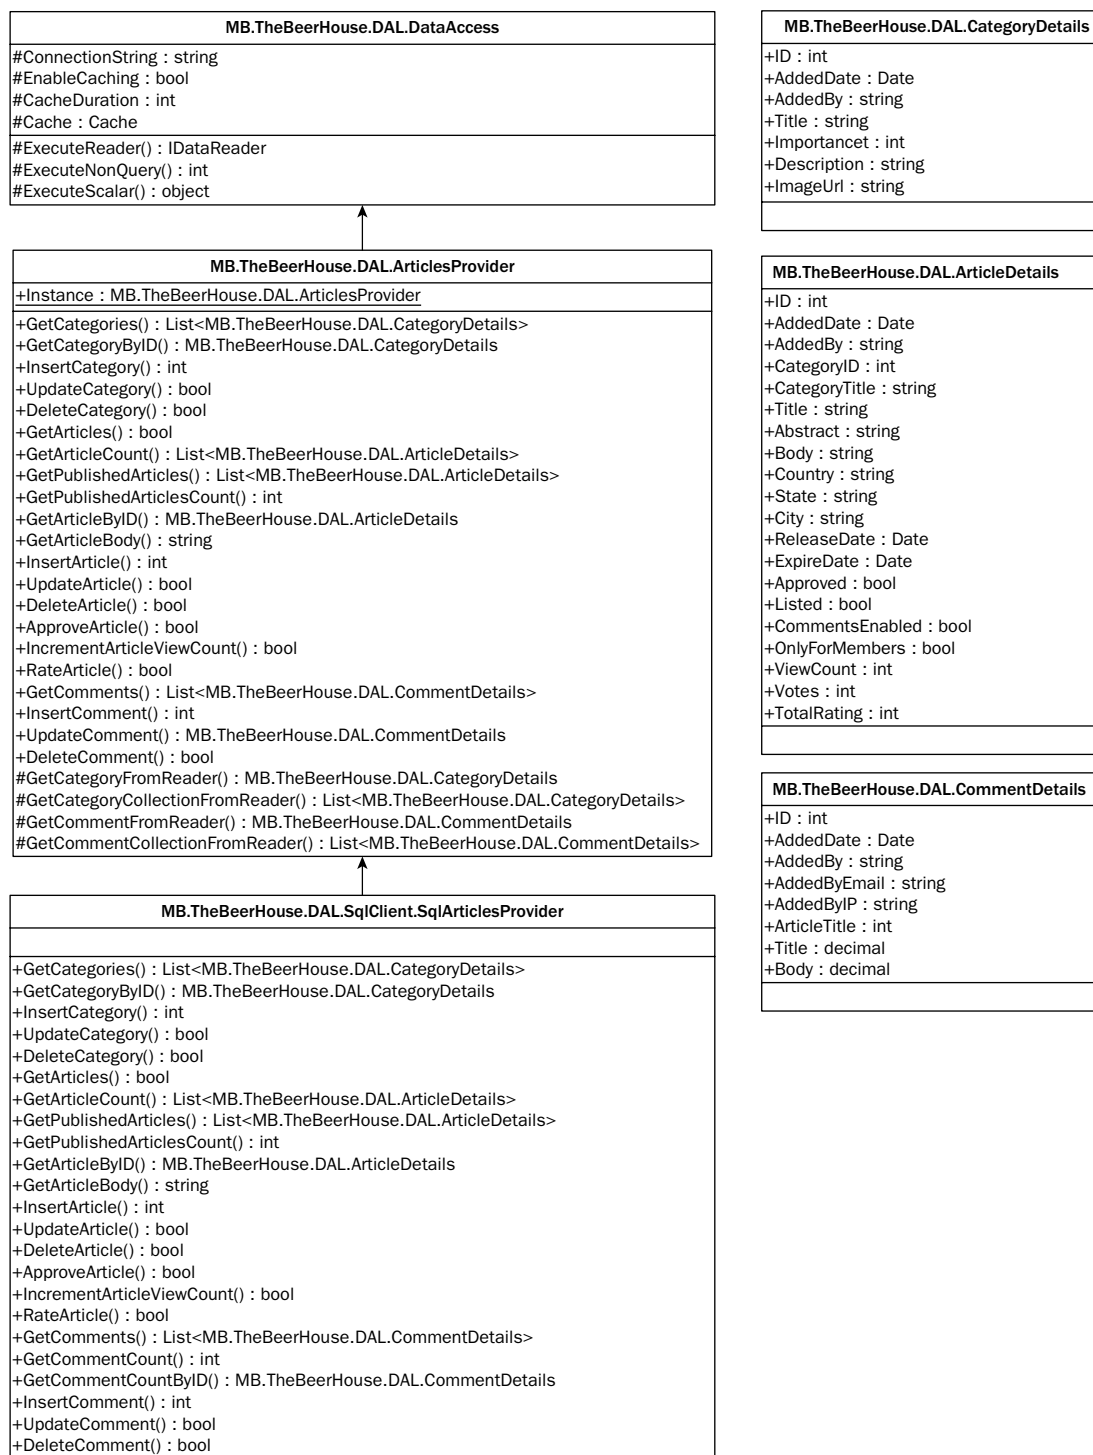 MB.TheBeerHouse.DAL.DataAccess
#ConnectionString : string
#EnableCaching : bool
#CacheDuration : int
#Cache : Cache
#ExecuteReader() : IDataReader
#ExecuteNonQuery() : int
#ExecuteScalar() : object
MB.TheBeerHouse.DAL.ArticlesProvider
+Instance : MB.TheBeerHouse.DAL.ArticlesProvider
+GetCategories() : List<MB.TheBeerHouse.DAL.CategoryDetails>
+GetCategoryByID() : MB.TheBeerHouse.DAL.CategoryDetails
+InsertCategory() : int
+UpdateCategory() : bool
+DeleteCategory() : bool
+GetArticles() : bool
+GetArticleCount() : List<MB.TheBeerHouse.DAL.ArticleDetails>
+GetPublishedArticles() : List<MB.TheBeerHouse.DAL.ArticleDetails>
+GetPublishedArticlesCount() : int
+GetArticleByID() : MB.TheBeerHouse.DAL.ArticleDetails
+GetArticleBody() : string
+InsertArticle() : int
+UpdateArticle() : bool
+DeleteArticle() : bool
+ApproveArticle() : bool
+IncrementArticleViewCount() : bool
+RateArticle() : bool
+GetComments() : List<MB.TheBeerHouse.DAL.CommentDetails>
+InsertComment() : int
+UpdateComment() : MB.TheBeerHouse.DAL.CommentDetails
+DeleteComment() : bool
#GetCategoryFromReader() : MB.TheBeerHouse.DAL.CategoryDetails
#GetCategoryCollectionFromReader() : List<MB.TheBeerHouse.DAL.CategoryDetails>
#GetCommentFromReader() : MB.TheBeerHouse.DAL.CommentDetails
#GetCommentCollectionFromReader() : List<MB.TheBeerHouse.DAL.CommentDetails>
MB.TheBeerHouse.DAL.SqlClient.SqlArticlesProvider
+GetCategories() : List<MB.TheBeerHouse.DAL.CategoryDetails>
+GetCategoryByID() : MB.TheBeerHouse.DAL.CategoryDetails
+InsertCategory() : int
+UpdateCategory() : bool
+DeleteCategory() : bool
+GetArticles() : bool
+GetArticleCount() : List<MB.TheBeerHouse.DAL.ArticleDetails>
+GetPublishedArticles() : List<MB.TheBeerHouse.DAL.ArticleDetails>
+GetPublishedArticlesCount() : int
+GetArticleByID() : MB.TheBeerHouse.DAL.ArticleDetails
+GetArticleBody() : string
+InsertArticle() : int
+UpdateArticle() : bool
+DeleteArticle() : bool
+ApproveArticle() : bool
+IncrementArticleViewCount() : bool
+RateArticle() : bool
+GetComments() : List<MB.TheBeerHouse.DAL.CommentDetails>
+GetCommentCount() : int
+GetCommentCountByID() : MB.TheBeerHouse.DAL.CommentDetails
+InsertComment() : int
+UpdateComment() : bool
+DeleteComment() : bool
MB.TheBeerHouse.DAL.CategoryDetails
+ID : int
+AddedDate : Date
+AddedBy : string
+Title : string
+Importancet : int
+Description : string
+ImageUrl : string
MB.TheBeerHouse.DAL.ArticleDetails
+ID : int
+AddedDate : Date
+AddedBy : string
+CategoryID : int
+CategoryTitle : string
+Title : string
+Abstract : string
+Body : string
+Country : string
+State : string
+City : string
+ReleaseDate : Date
+ExpireDate : Date
+Approved : bool
+Listed : bool
+CommentsEnabled : bool
+OnlyForMembers : bool
+ViewCount : int
+Votes : int
+TotalRating : int
MB.TheBeerHouse.DAL.CommentDetails
+ID : int
+AddedDate : Date
+AddedBy : string
+AddedByEmail : string
+AddedByIP : string
+ArticleTitle : int
+Title : decimal
+Body : decimal